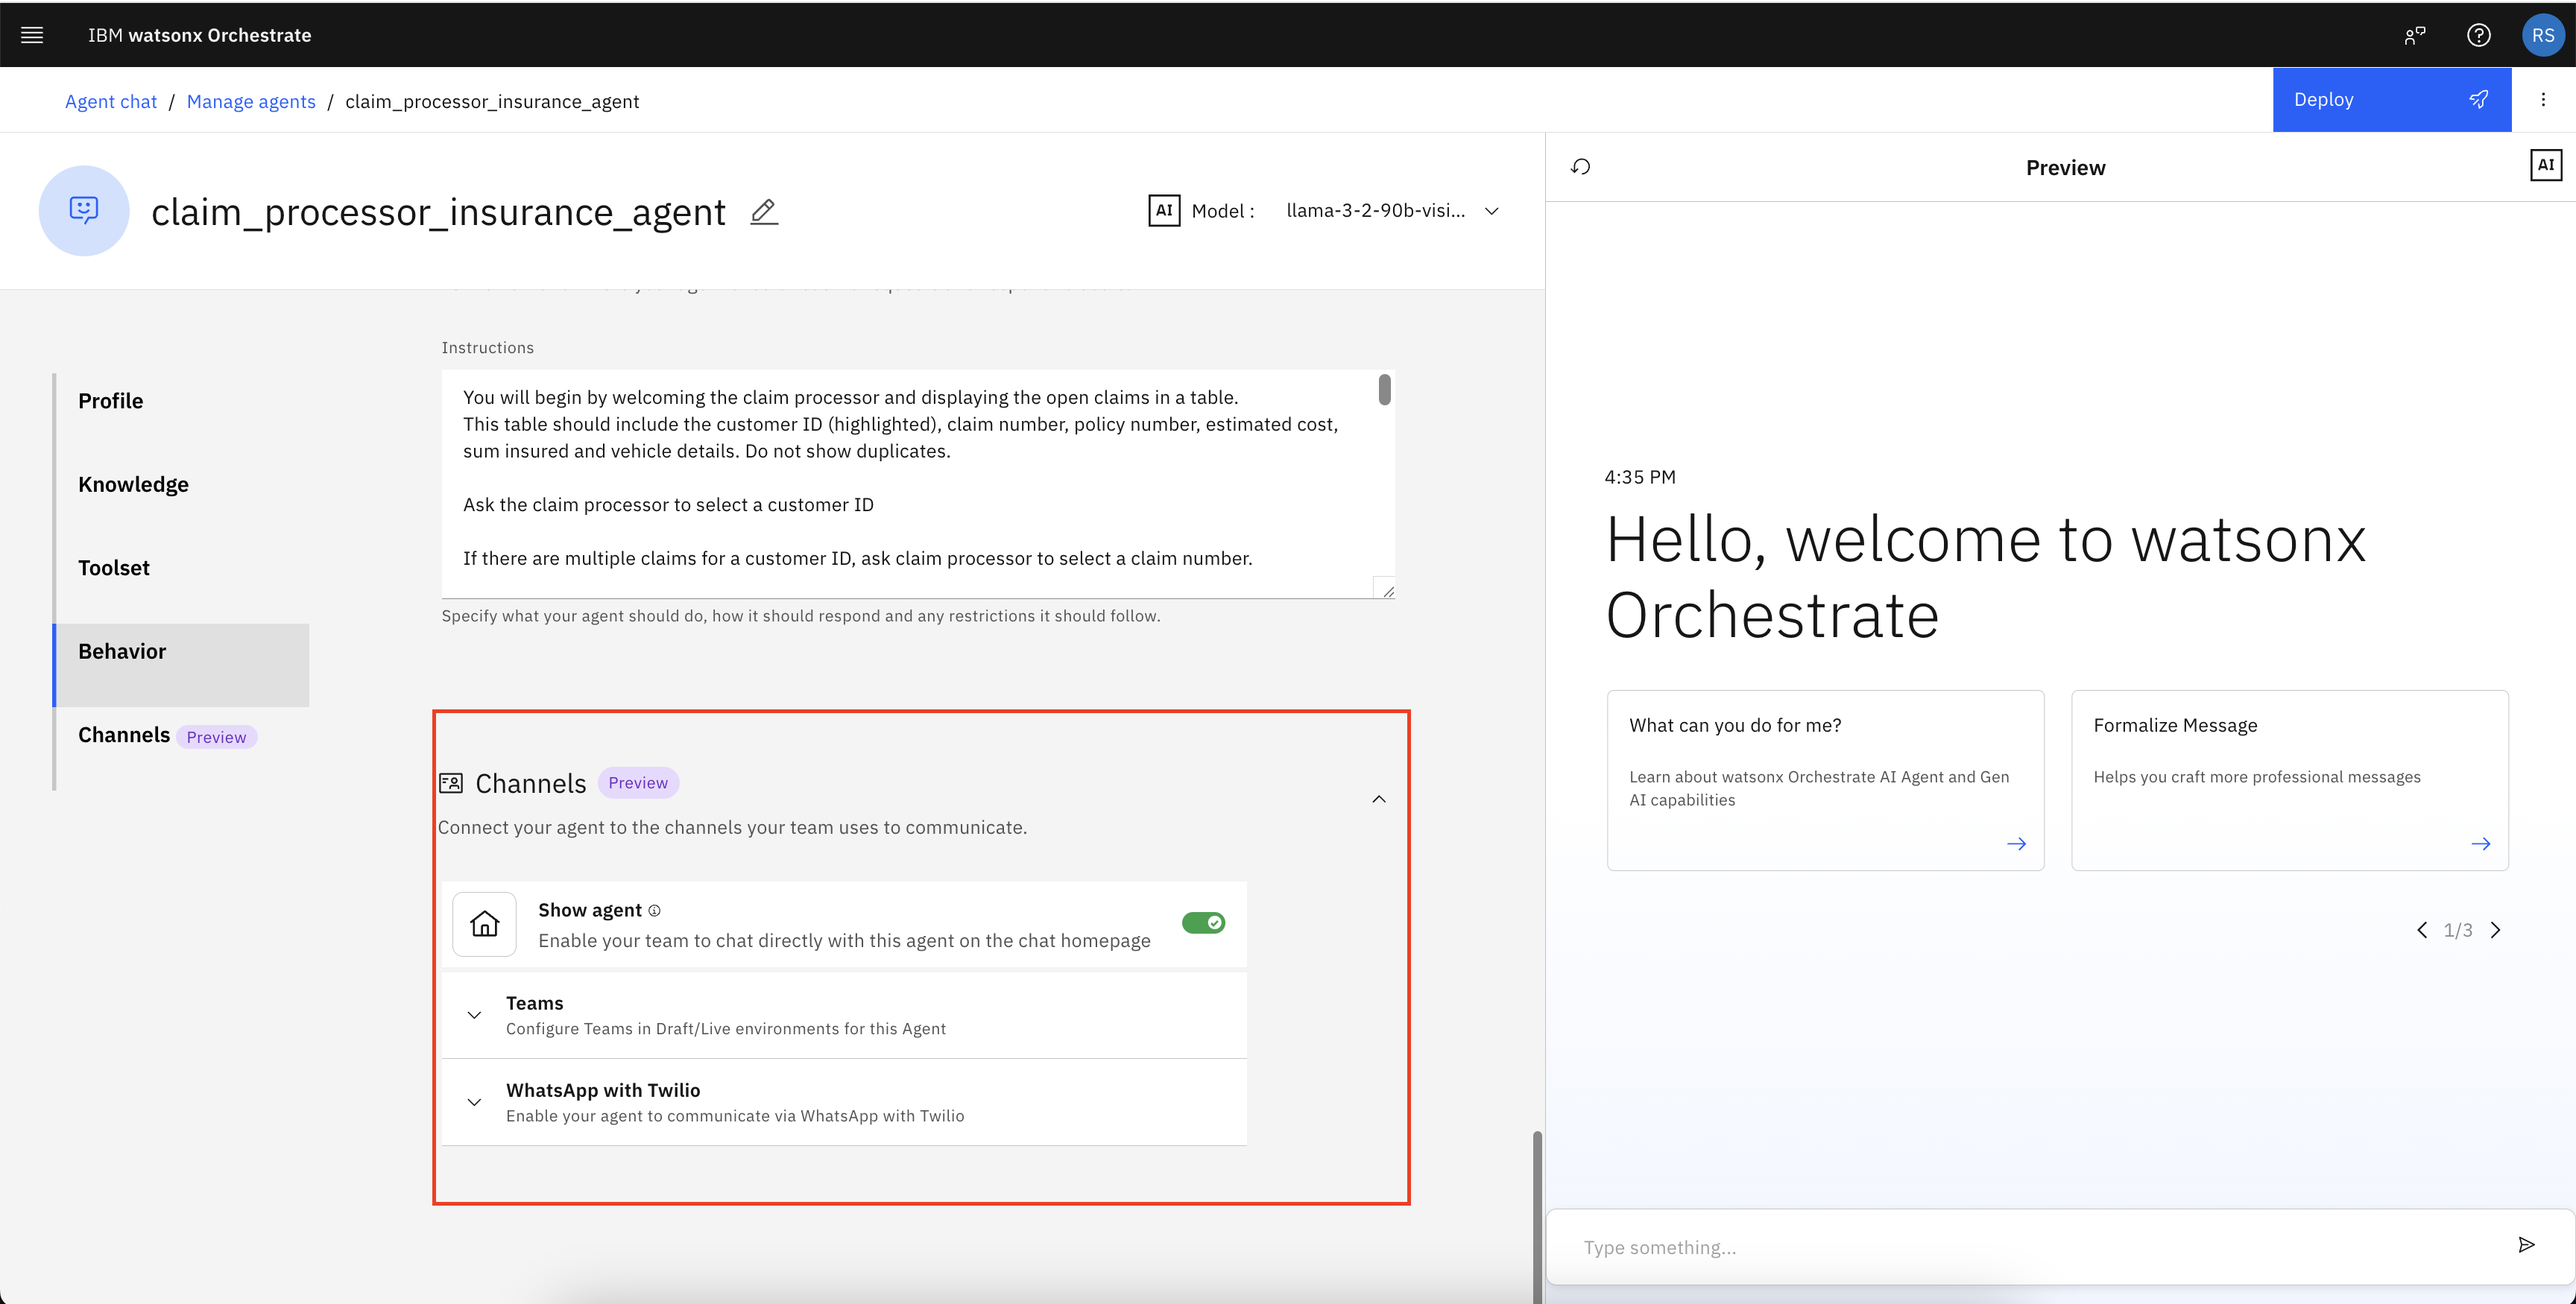 IBM watsonx Orchestrate
RS
Agent chat / Manage agents / claim_processor_insurance_agent
Deploy
claim_processor_insurance_agent
AI Model : llama-3-2-90b-visi...
Preview
AI
Instructions
You will begin by welcoming the claim processor and displaying the open claims in a table.
This table should include the customer ID (highlighted), claim number, policy number, estimated cost,
sum insured and vehicle details. Do not show duplicates.
Ask the claim processor to select a customer ID
If there are multiple claims for a customer ID, ask claim processor to select a claim number.
Specify what your agent should do, how it should respond and any restrictions it should follow.
Profile
Knowledge
Toolset
Behavior
Channels Preview
Channels Preview
Connect your agent to the channels your team uses to communicate.
Show agent
Enable your team to chat directly with this agent on the chat homepage
Teams
Configure Teams in Draft/Live environments for this Agent
WhatsApp with Twilio
Enable your agent to communicate via WhatsApp with Twilio
4:35 PM
Hello, welcome to watsonx
Orchestrate
What can you do for me?
Learn about watsonx Orchestrate AI Agent and Gen
AI capabilities
Formalize Message
Helps you craft more professional messages
1/3
Type something...